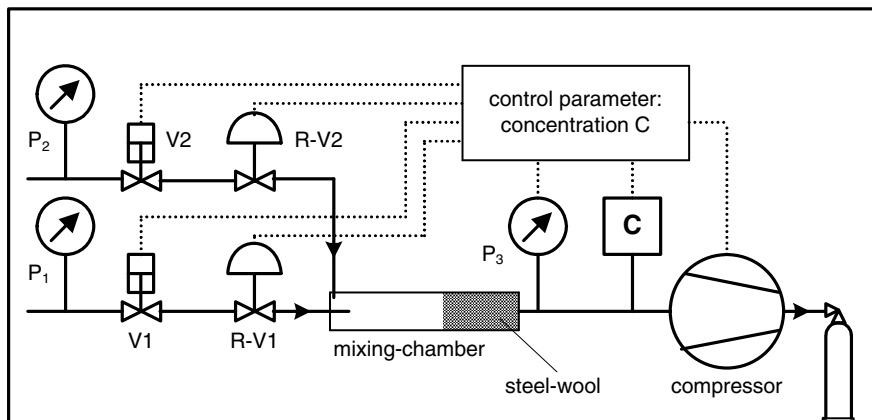 control parameter:
concentration C
P2
V2
R-V2
P1
P3
C
V1
R-V1
mixing-chamber
steel-wool
compressor